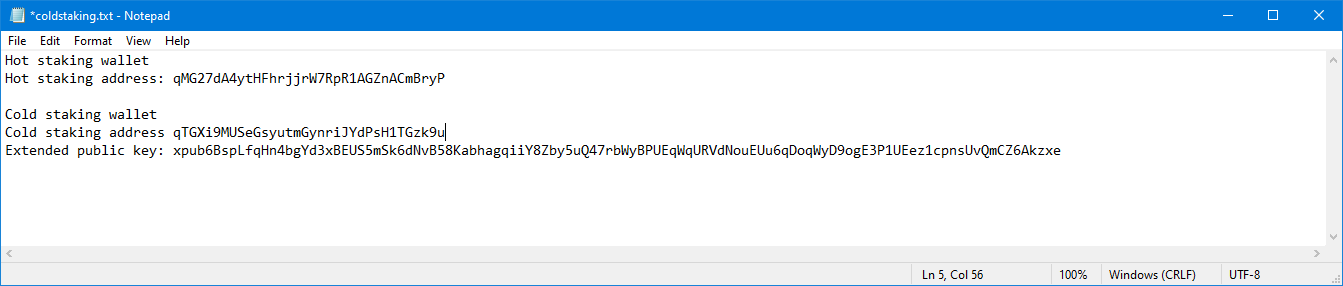 *coldstaking.txt - Notepad
File Edit Format View Help
Hot staking wallet
Hot staking address: qMG27dA4ytHFhrjjrW7RpR1AGZnACmBryP
Cold staking wallet
Cold staking address qTGXi9MUSeGsyutmGynriJYdPsH1TGzk9u
Extended public key: xpub6BspLfqHn4bgYd3xBEUS5mSk6dNvB58KabhagqiiY8Zby5uQ47rbWyBPUEqWqURVdNouEUu6qDoqWyD9ogE3P1UEez1cpnsUvQmCZ6Akzxe
Ln 5, Col 56 100% Windows (CRLF) UTF-8